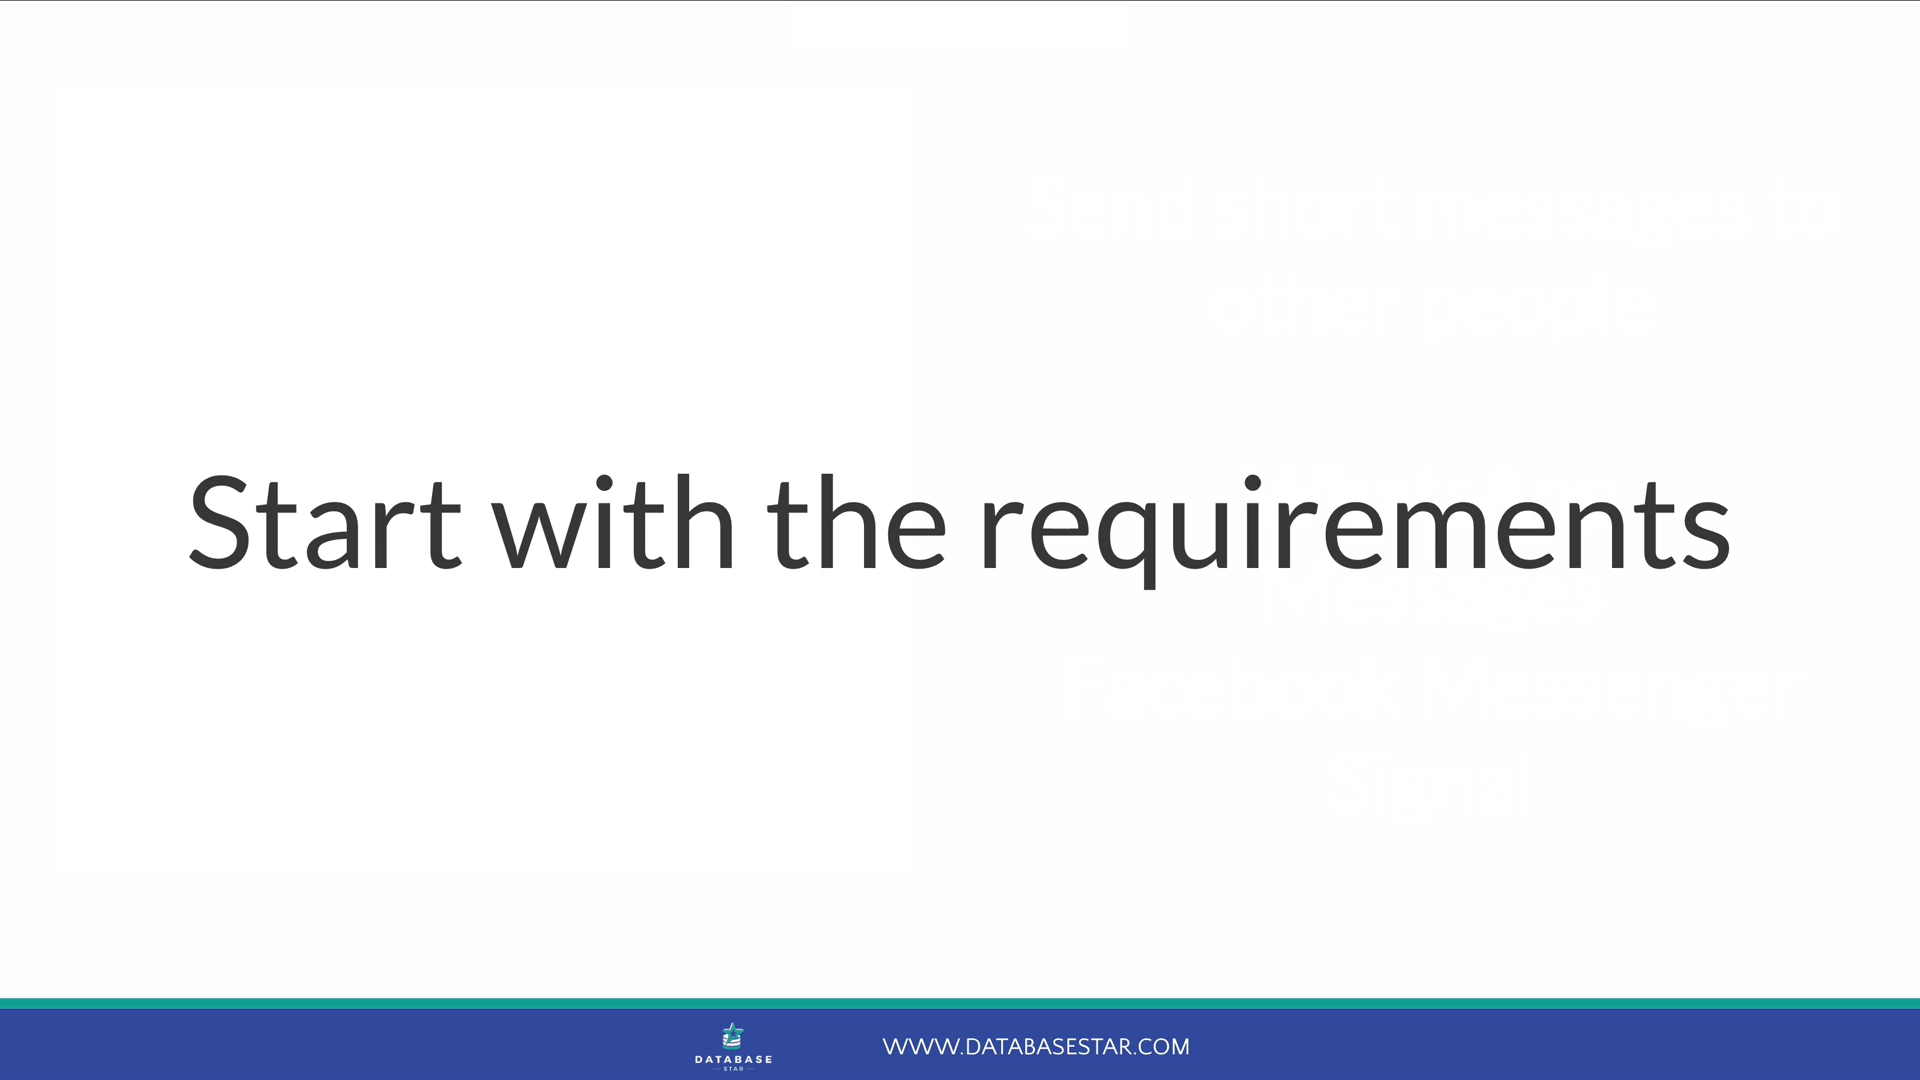 Start with the requirements
DATABASE
STAR
WWW.DATABASESTAR.COM